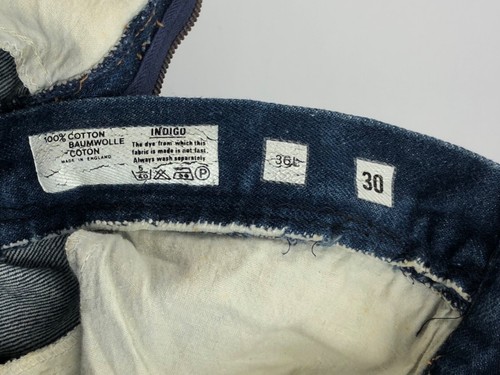 100% COTTON
BAUMWOLLE
COTON
MADE IN ENGLAND
INDIGO
The dye from which this
fabric is made is not fast.
Always wash separately
P
36L
30